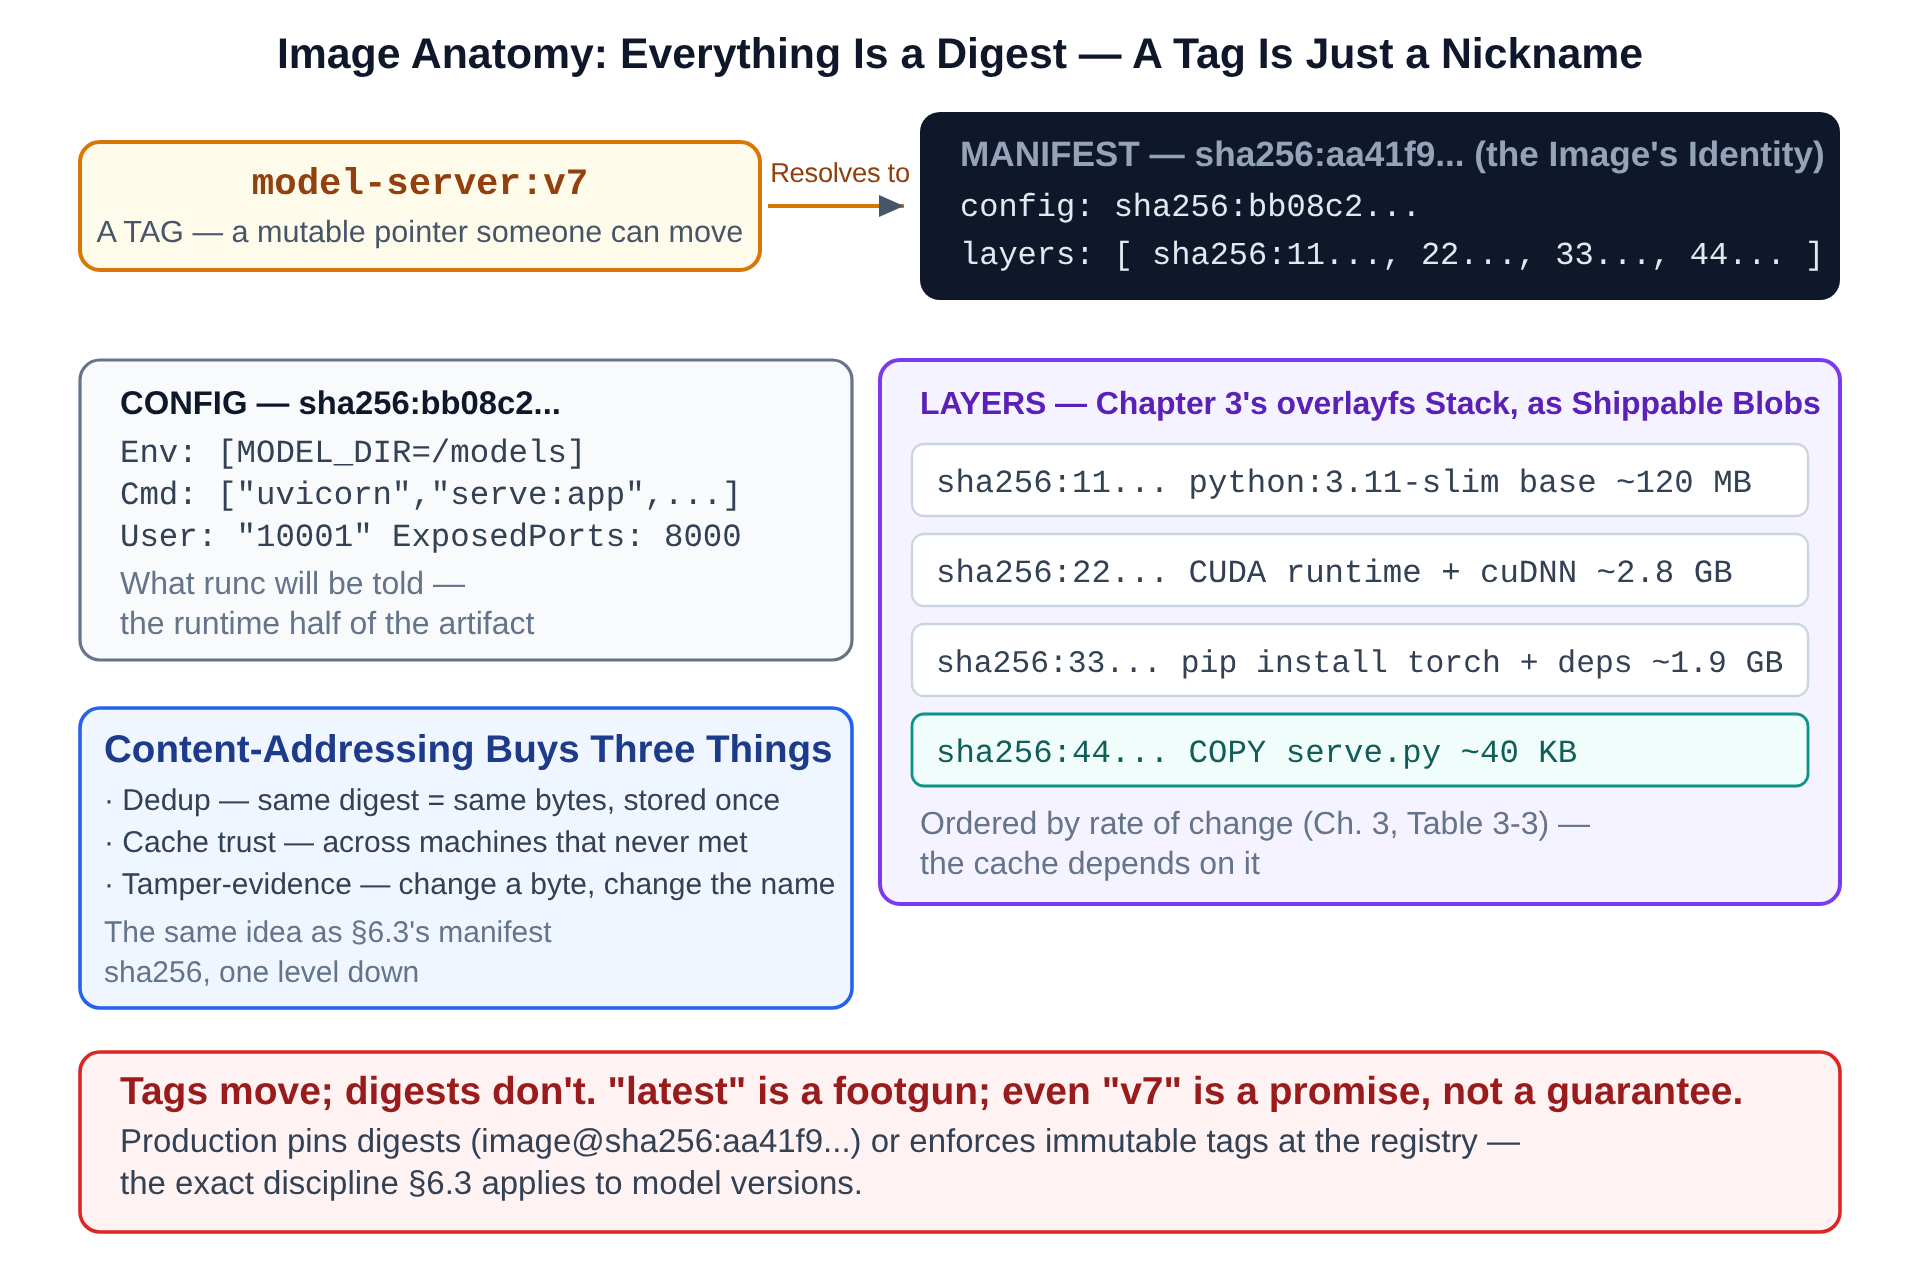 Image Anatomy: Everything Is a Digest — A Tag Is Just a Nickname
model-server:v7
A TAG — a mutable pointer someone can move
Resolves to
MANIFEST — sha256:aa41f9... (the Image's Identity)
config: sha256:bb08c2...
layers: [ sha256:11..., 22..., 33..., 44... ]
CONFIG — sha256:bb08c2...
Env: [MODEL_DIR=/models]
Cmd: ["uvicorn","serve:app",...]
User: "10001" ExposedPorts: 8000
What runc will be told —
the runtime half of the artifact
LAYERS — Chapter 3's overlayfs Stack, as Shippable Blobs
sha256:11... python:3.11-slim base ~120 MB
sha256:22... CUDA runtime + cuDNN ~2.8 GB
sha256:33... pip install torch + deps ~1.9 GB
sha256:44... COPY serve.py ~40 KB
Ordered by rate of change (Ch. 3, Table 3-3) —
the cache depends on it
Content-Addressing Buys Three Things
· Dedup — same digest = same bytes, stored once
· Cache trust — across machines that never met
· Tamper-evidence — change a byte, change the name
The same idea as §6.3's manifest
sha256, one level down
Tags move; digests don't. "latest" is a footgun; even "v7" is a promise, not a guarantee.
Production pins digests (image@sha256:aa41f9...) or enforces immutable tags at the registry —
the exact discipline §6.3 applies to model versions.